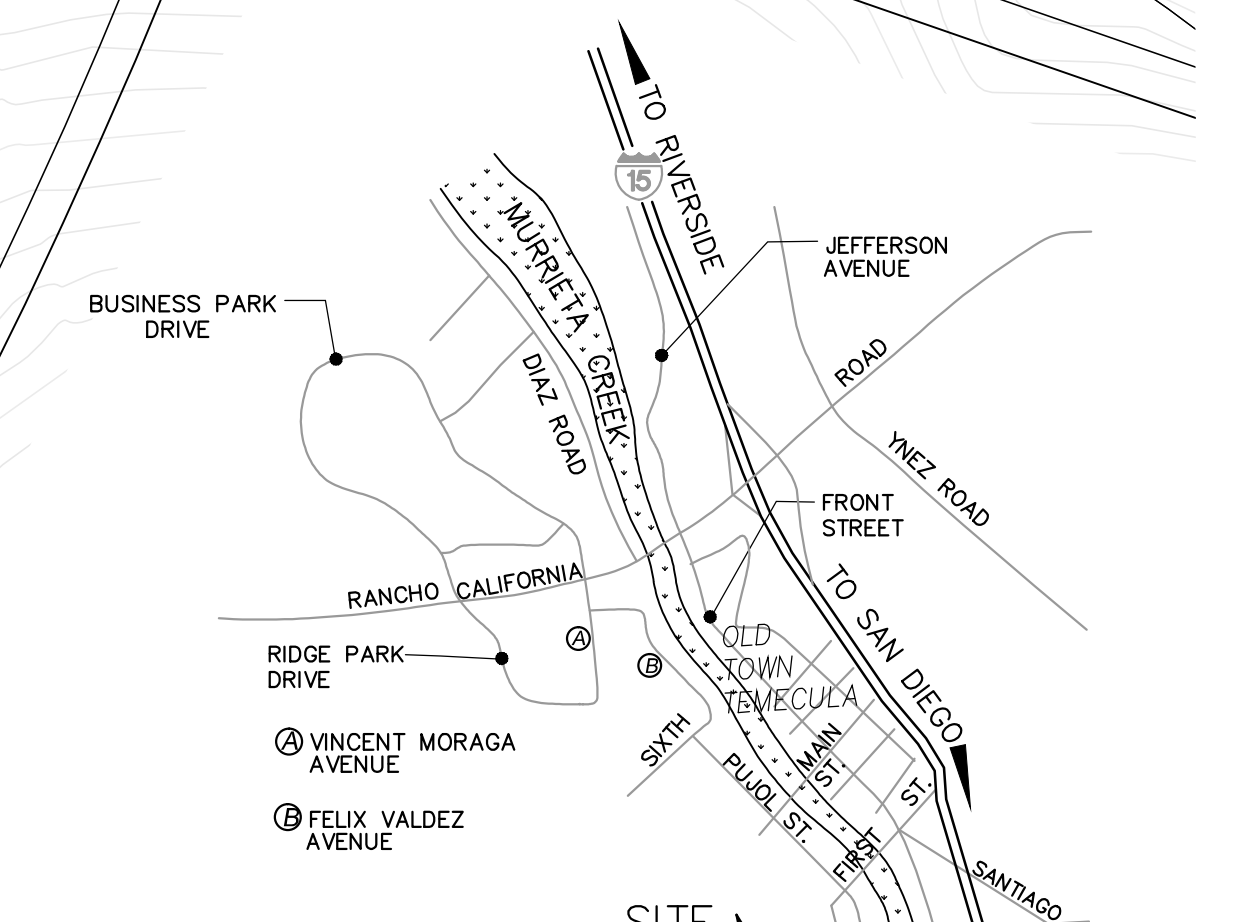 TO RIVERSIDE
15
MURRIETA CREEK
JEFFERSON
AVENUE
BUSINESS PARK
DRIVE
DIAZ ROAD
ROAD
YNEZ ROAD
FRONT
STREET
RANCHO CALIFORNIA
TO SAN DIEGO
A
B
OLD
TOWN
TEMECULA
RIDGE PARK
DRIVE
SIXTH
MAIN
ST.
PUJOL ST.
FIRST
ST.
A VINCENT MORAGA
AVENUE
B FELIX VALDEZ
AVENUE
SANTIAGO
SITE